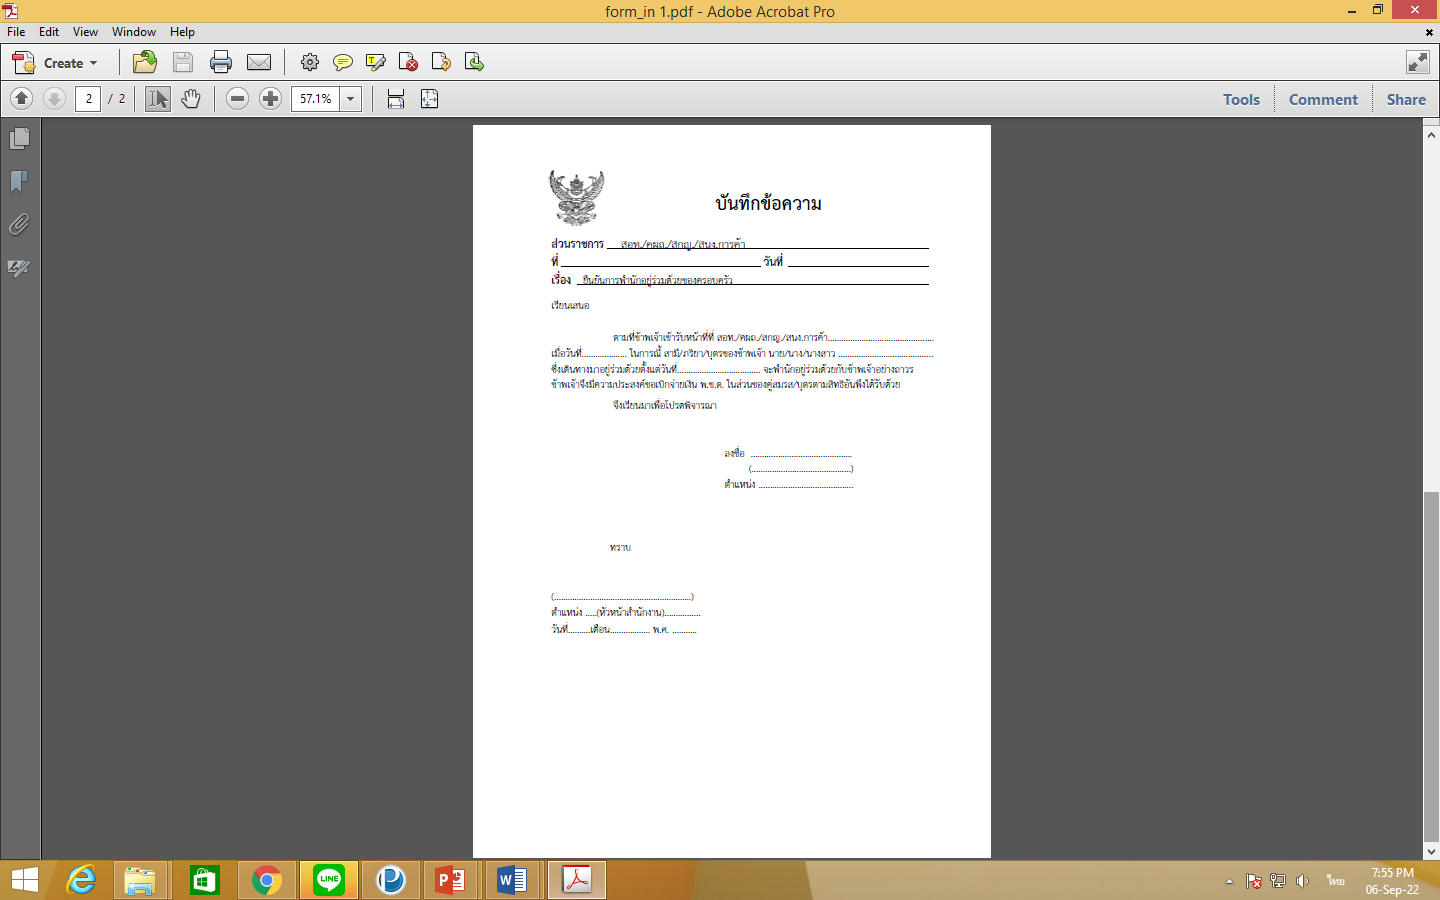 form_in 1.pdf - Adobe Acrobat Pro
File Edit View Window Help
Create
2 / 2 57.1% Tools Comment Share
บันทึกข้อความ
ส่วนราชการ สอท./คผถ./สกญ./สนง.การค้า
ที่ วันที่
เรื่อง ยืนยันการพำนักอยู่ร่วมด้วยของครอบครัว
เรียนเสนอ
ตามที่ข้าพเจ้าเข้ารับหน้าที่ที่ สอท./คผถ./สกญ./สนง.การค้า................................................
เมื่อวันที่.................... ในการณี้ สามี/ภริยา/บุตรของข้าพเจ้า นาย/นาง/นางสาว ..........................................
ซึ่งเดินทางมาอยู่ร่วมด้วยตั้งแต่วันที่..................................... จะพำนักอยู่ร่วมด้วยกับข้าพเจ้าอย่างถาวร
ข้าพเจ้าจึงมีความประสงค์ขอเบิกจ่ายเงิน พ.ข.ต. ในส่วนของคู่สมรส/บุตรตามสิทธิอันพึงได้รับด้วย
จึงเรียนมาเพื่อโปรดพิจารณา
ลงชื่อ .............................................
(............................................)
ตำแหน่ง ..........................................
ทราบ
(.............................................................)
ตำแหน่ง .....(หัวหน้าสำนักงาน)................
วันที่..........เดือน.................. พ.ศ. ...........
LINE
ไทย
7:55 PM
06-Sep-22